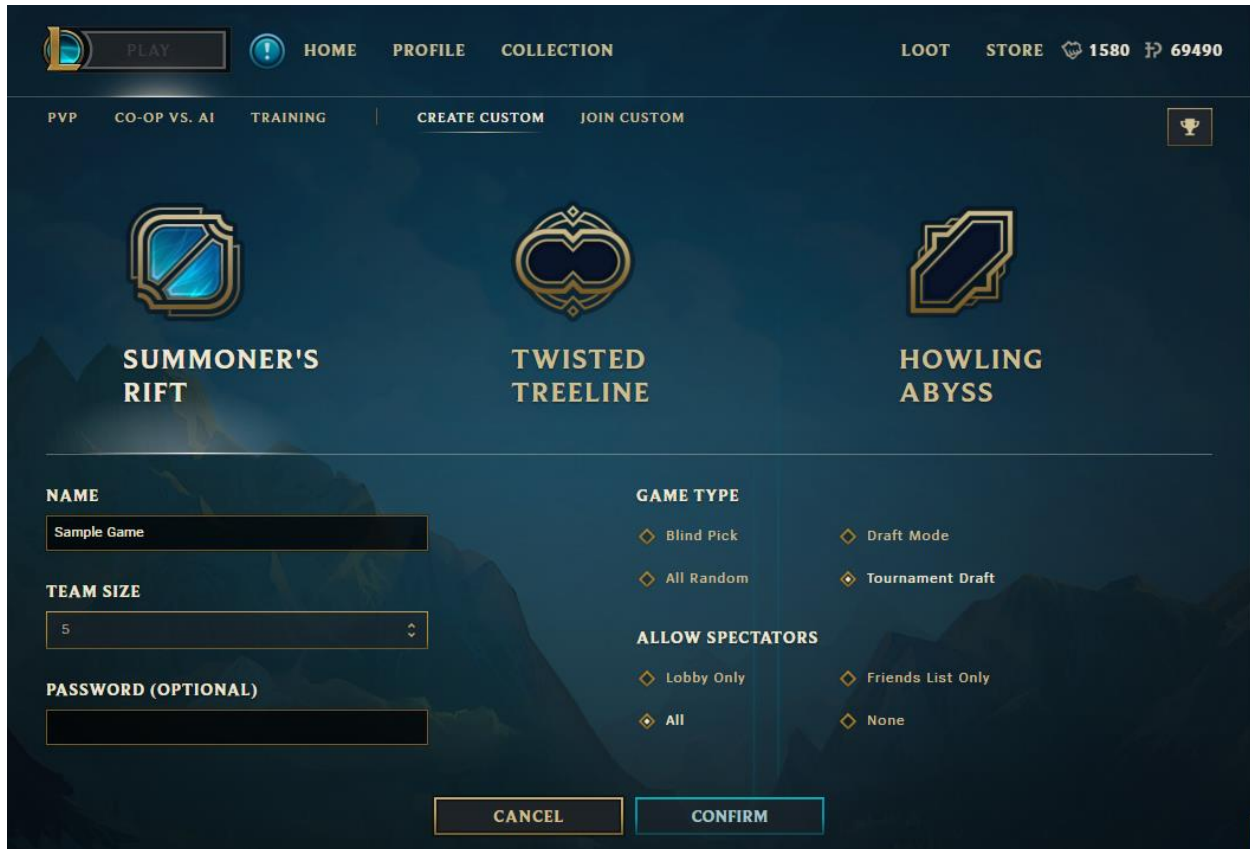 PLAY
HOME PROFILE COLLECTION LOOT STORE 1580 69490
PVP CO-OP VS. AI TRAINING CREATE CUSTOM JOIN CUSTOM
SUMMONER'S
RIFT
TWISTED
TREELINE
HOWLING
ABYSS
NAME
Sample Game
TEAM SIZE
5
PASSWORD (OPTIONAL)
GAME TYPE
Blind Pick Draft Mode
All Random Tournament Draft
ALLOW SPECTATORS
Lobby Only Friends List Only
All None
CANCEL CONFIRM